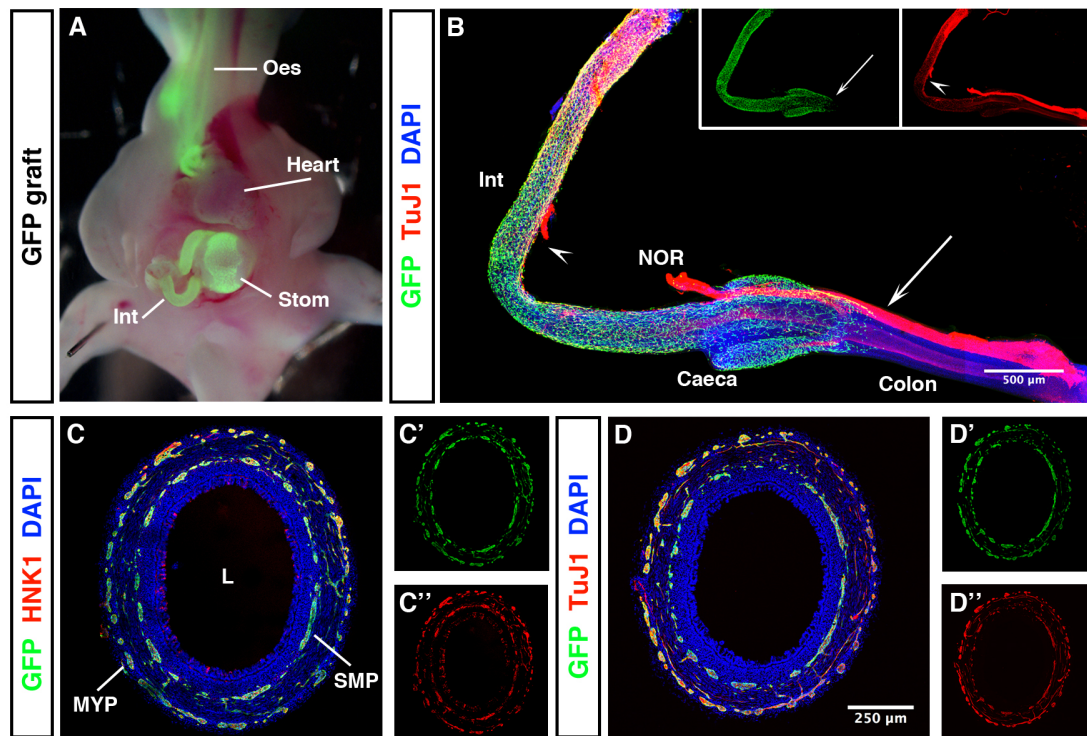 GFP graft
A
Oes
Heart
Int
Stom
GFP TuJ1 DAPI
B
Int
NOR
Caeca
Colon
500 µm
GFP HNK1 DAPI
C
L
MYP
SMP
C'
C''
GFP TuJ1 DAPI
D
250 µm
D'
D''